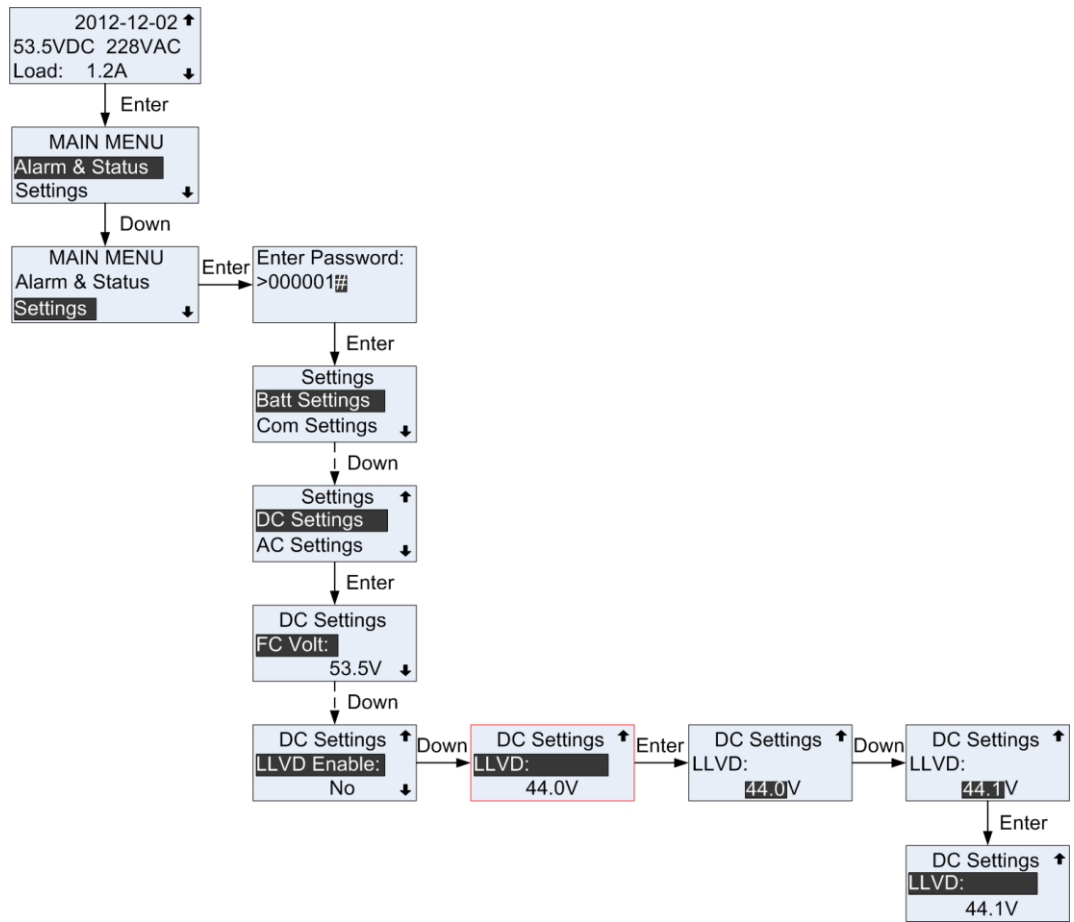 2012-12-02
53.5VDC 228VAC
Load: 1.2A
Enter
MAIN MENU
Alarm & Status
Settings
Down
MAIN MENU
Alarm & Status
Settings
Enter
Enter Password:
>000001#
Enter
Settings
Batt Settings
Com Settings
Down
Settings
DC Settings
AC Settings
Enter
DC Settings
FC Volt:
53.5V
Down
DC Settings
LLVD Enable:
No
Down
DC Settings
LLVD:
44.0V
Enter
DC Settings
LLVD:
44.0V
Down
DC Settings
LLVD:
44.1V
Enter
DC Settings
LLVD:
44.1V